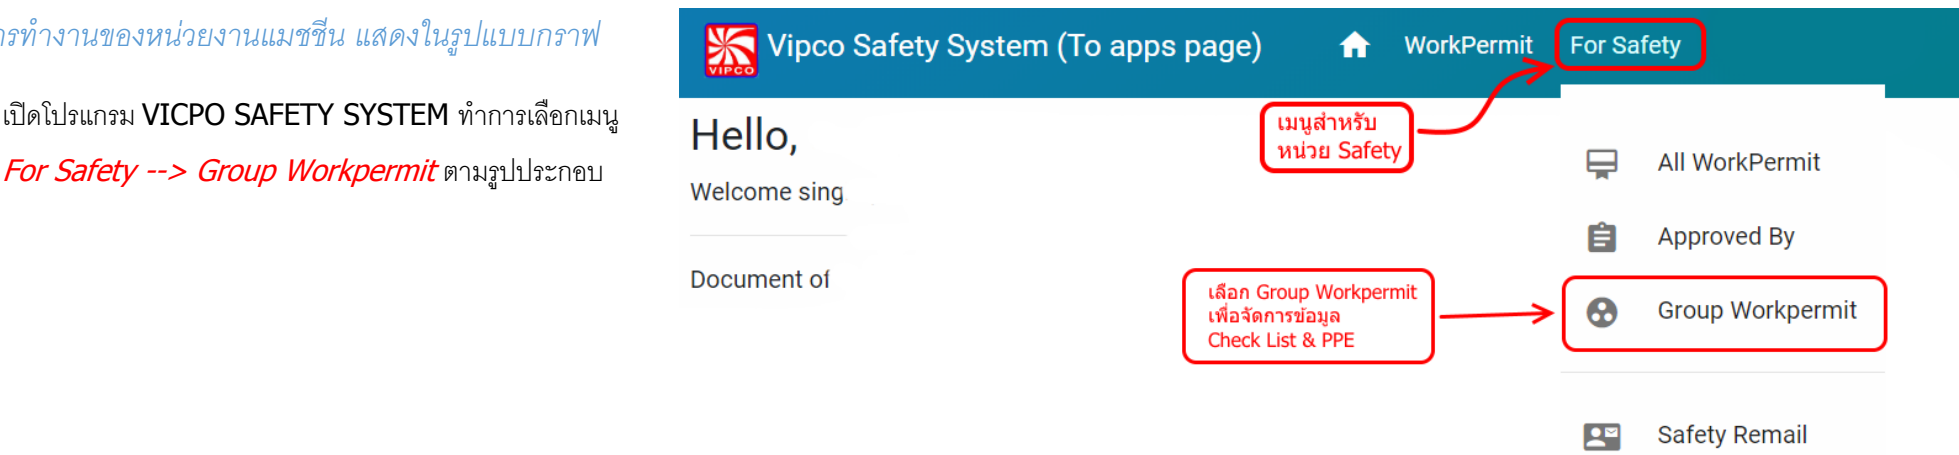 รทำงานของหน่วยงานแมชชีน แสดงในรูปแบบกราฟ
เปิดโปรแกรม VICPO SAFETY SYSTEM ทำการเลือกเมนู
For Safety --> Group Workpermit ตามรูปประกอบ
VIPCO
Vipco Safety System (To apps page)
WorkPermit
For Safety
เมนูสำหรับ
หน่วย Safety
Hello,
Welcome sing
Document of
All WorkPermit
Approved By
เลือก Group Workpermit
เพื่อจัดการข้อมูล
Check List & PPE
Group Workpermit
Safety Remail